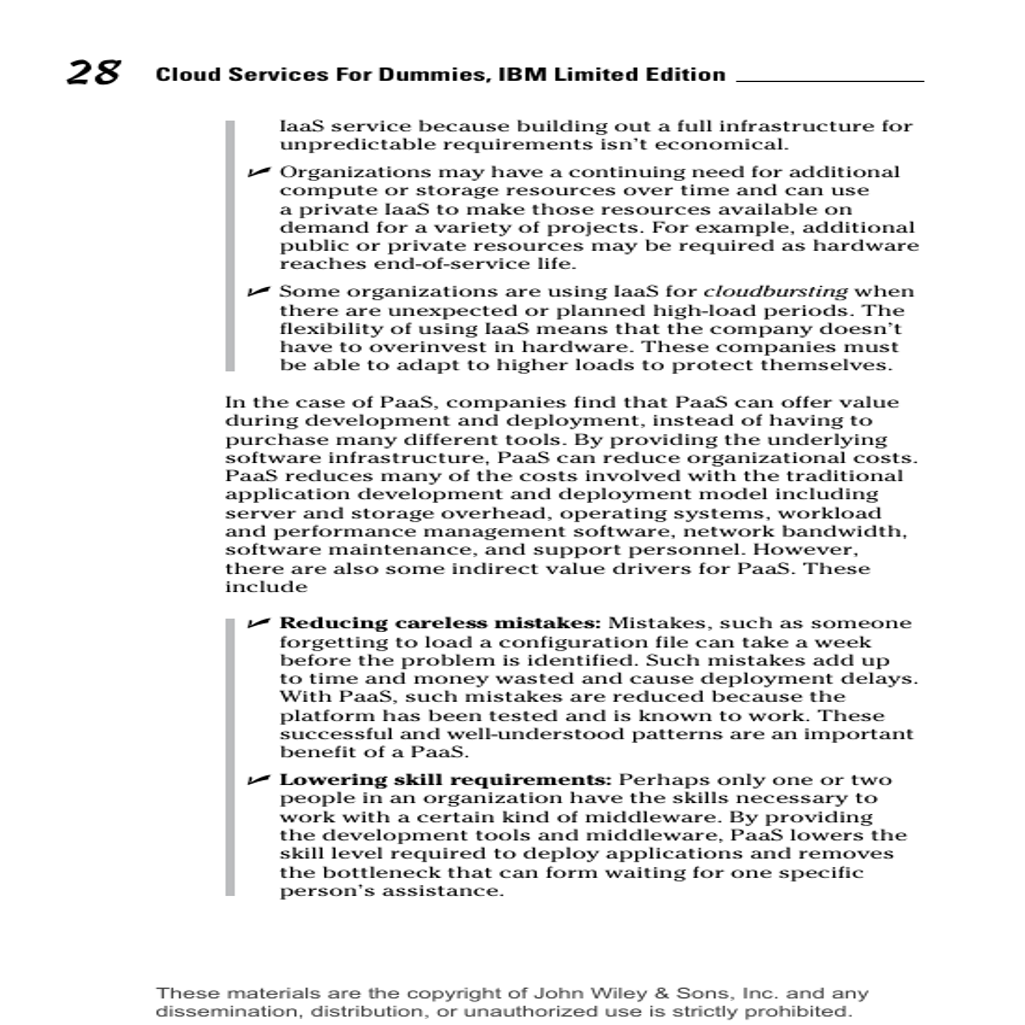 28 Cloud Services For Dummies, IBM Limited Edition
IaaS service because building out a full infrastructure for
unpredictable requirements isn't economical.
✓ Organizations may have a continuing need for additional
compute or storage resources over time and can use
a private IaaS to make those resources available on
demand for a variety of projects. For example, additional
public or private resources may be required as hardware
reaches end-of-service life.
✓ Some organizations are using IaaS for cloudbursting when
there are unexpected or planned high-load periods. The
flexibility of using IaaS means that the company doesn't
have to overinvest in hardware. These companies must
be able to adapt to higher loads to protect themselves.
In the case of PaaS, companies find that PaaS can offer value
during development and deployment, instead of having to
purchase many different tools. By providing the underlying
software infrastructure, PaaS can reduce organizational costs.
PaaS reduces many of the costs involved with the traditional
application development and deployment model including
server and storage overhead, operating systems, workload
and performance management software, network bandwidth,
software maintenance, and support personnel. However,
there are also some indirect value drivers for PaaS. These
include
✓ Reducing careless mistakes: Mistakes, such as someone
forgetting to load a configuration file can take a week
before the problem is identified. Such mistakes add up
to time and money wasted and cause deployment delays.
With PaaS, such mistakes are reduced because the
platform has been tested and is known to work. These
successful and well-understood patterns are an important
benefit of a PaaS.
✓ Lowering skill requirements: Perhaps only one or two
people in an organization have the skills necessary to
work with a certain kind of middleware. By providing
the development tools and middleware, PaaS lowers the
skill level required to deploy applications and removes
the bottleneck that can form waiting for one specific
person's assistance.
These materials are the copyright of John Wiley & Sons, Inc. and any
dissemination, distribution, or unauthorized use is strictly prohibited.